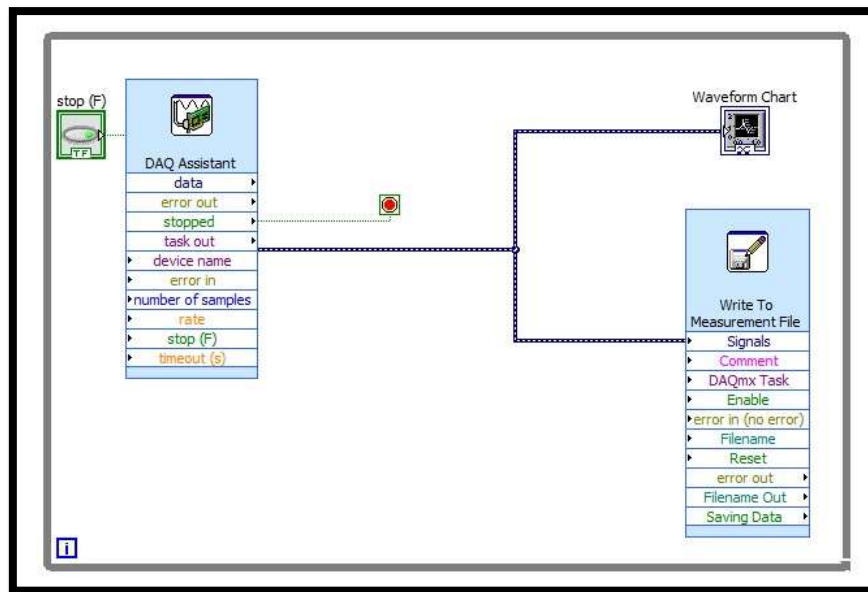 stop (F)
TF
DAQ Assistant
data
error out
stopped
task out
device name
error in
number of samples
rate
stop (F)
timeout (s)
Waveform Chart
Write To
Measurement File
Signals
Comment
DAQmx Task
Enable
error in (no error)
Filename
Reset
error out
Filename Out
Saving Data
i